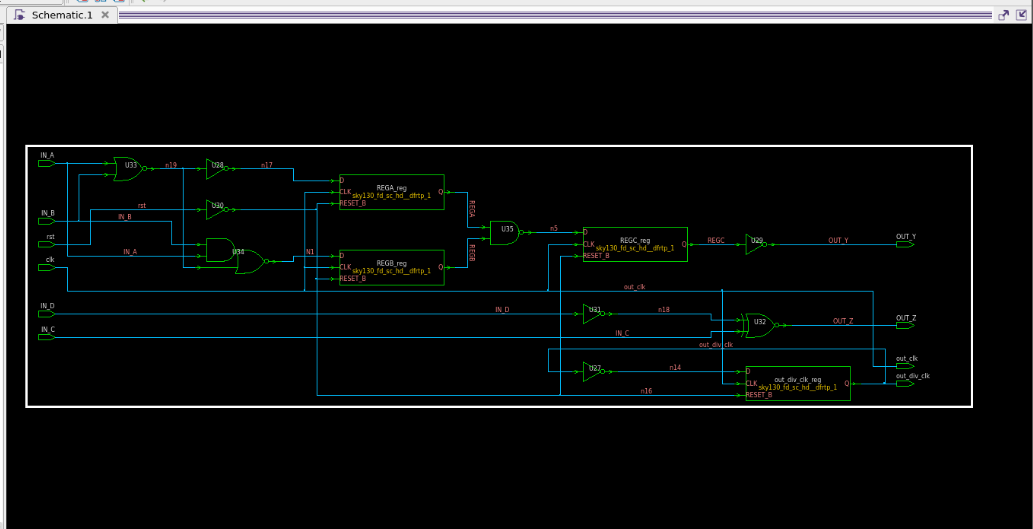 Schematic.1
IN_A
U33
n19
U28
n17
D
CLK
RESET_B
REGA_reg
sky130_fd_sc_hd__dfrtp_1
Q
REGA
IN_B
rst
U30
IN_B
rst
IN_A
U34
N1
clk
D
CLK
RESET_B
REGB_reg
sky130_fd_sc_hd__dfrtp_1
Q
REGB
U35
n5
D
CLK
RESET_B
REGC_reg
sky130_fd_sc_hd__dfrtp_1
Q
REGC
U29
OUT_Y
OUT_Y
out_clk
IN_D
IN_D
U31
n18
U32
OUT_Z
OUT_Z
IN_C
IN_C
out_div_clk
U27
n14
D
CLK
RESET_B
out_div_clk_reg
sky130_fd_sc_hd__dfrtp_1
Q
out_clk
out_div_clk
n16